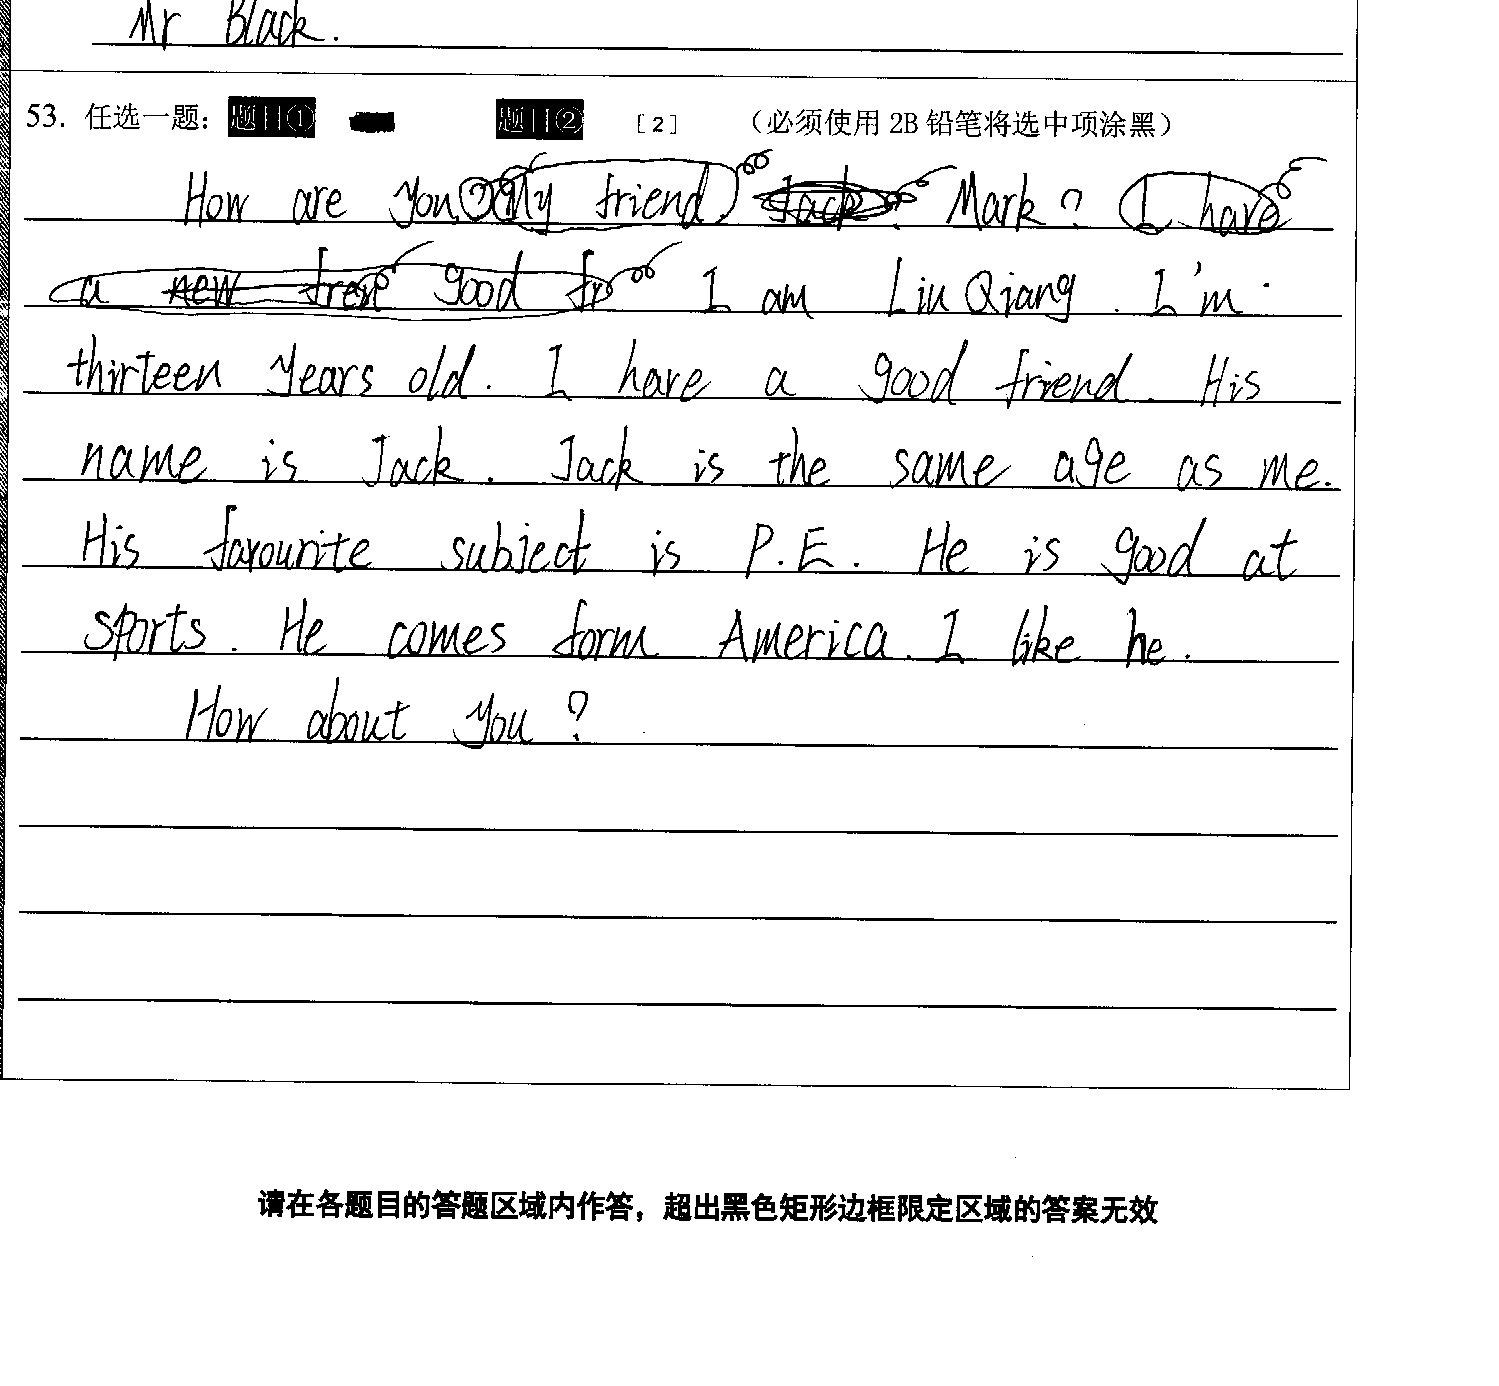 Mr Black.
53. 任选一题: 题目① 题目② [2] (必须使用 2B 铅笔将选中项涂黑)
How are you? My friend. Jack. Mark? I have
a new fren good fr I am Liu Qiang. I'm
thirteen years old. I have a good friend. His
name is Jack. Jack is the same age as me.
His favourite subject is P.E. He is good at
sports. He comes form America. I like he.
How about you?
请在各题目的答题区域内作答，超出黑色矩形边框限定区域的答案无效